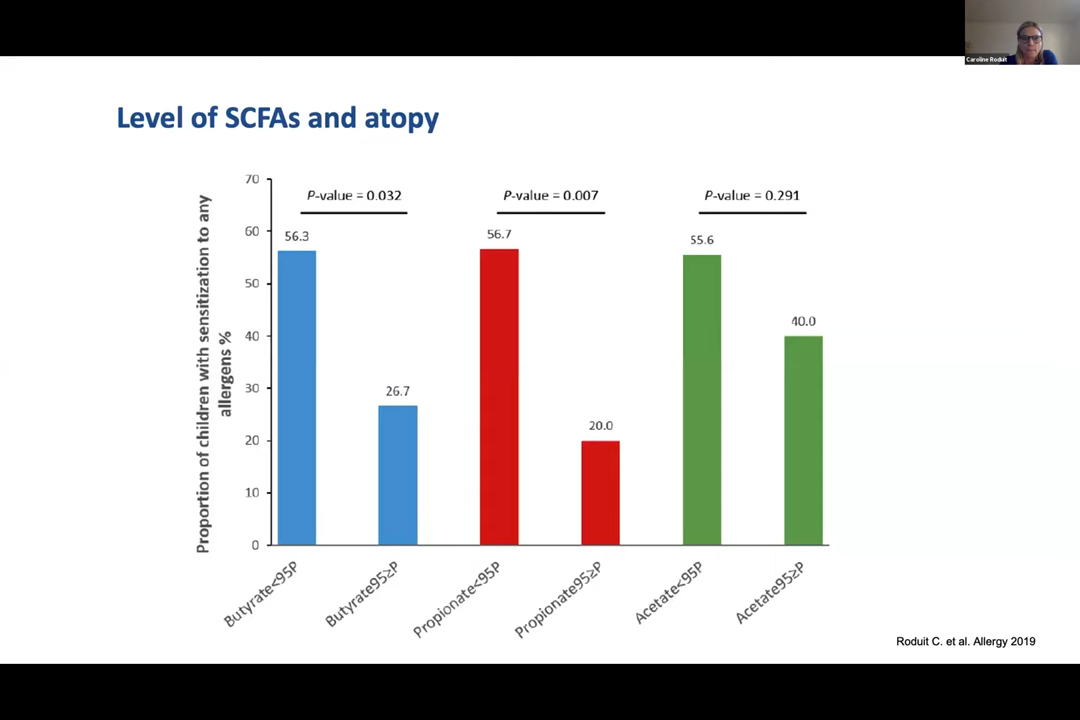 Caroline Roduit
Level of SCFAs and atopy
Proportion of children with sensitization to any
allergens %
70
60
50
40
30
20
10
0
P-value = 0.032
P-value = 0.007
P-value = 0.291
56.3
26.7
56.7
20.0
55.6
40.0
Butyrate<95P
Butyrate95≥P
Propionate<95P
Propionate95≥P
Acetate<95P
Acetate95≥P
Roduit C. et al. Allergy 2019